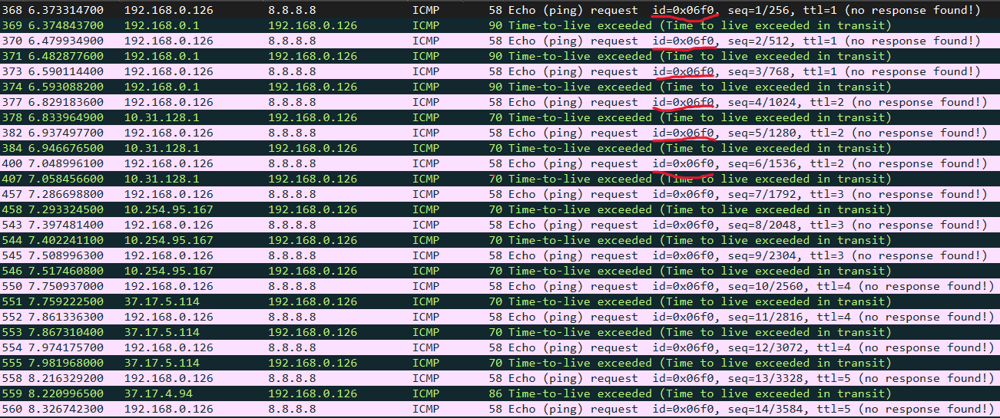 368 6.373314700 192.168.0.126 8.8.8.8 ICMP 58 Echo (ping) request id=0x06f0, seq=1/256, ttl=1 (no response found!)
369 6.374843700 192.168.0.1 192.168.0.126 ICMP 90 Time-to-live exceeded (Time to live exceeded in transit)
370 6.479934900 192.168.0.126 8.8.8.8 ICMP 58 Echo (ping) request id=0x06f0, seq=2/512, ttl=1 (no response found!)
371 6.482877600 192.168.0.1 192.168.0.126 ICMP 90 Time-to-live exceeded (Time to live exceeded in transit)
373 6.590114400 192.168.0.126 8.8.8.8 ICMP 58 Echo (ping) request id=0x06f0, seq=3/768, ttl=1 (no response found!)
374 6.593088200 192.168.0.1 192.168.0.126 ICMP 90 Time-to-live exceeded (Time to live exceeded in transit)
377 6.829183600 192.168.0.126 8.8.8.8 ICMP 58 Echo (ping) request id=0x06f0, seq=4/1024, ttl=2 (no response found!)
378 6.833964900 10.31.128.1 192.168.0.126 ICMP 70 Time-to-live exceeded (Time to live exceeded in transit)
382 6.937497700 192.168.0.126 8.8.8.8 ICMP 58 Echo (ping) request id=0x06f0, seq=5/1280, ttl=2 (no response found!)
384 6.946676500 10.31.128.1 192.168.0.126 ICMP 70 Time-to-live exceeded (Time to live exceeded in transit)
400 7.048996100 192.168.0.126 8.8.8.8 ICMP 58 Echo (ping) request id=0x06f0, seq=6/1536, ttl=2 (no response found!)
407 7.058456600 10.31.128.1 192.168.0.126 ICMP 70 Time-to-live exceeded (Time to live exceeded in transit)
457 7.286698800 192.168.0.126 8.8.8.8 ICMP 58 Echo (ping) request id=0x06f0, seq=7/1792, ttl=3 (no response found!)
458 7.293324500 10.254.95.167 192.168.0.126 ICMP 70 Time-to-live exceeded (Time to live exceeded in transit)
543 7.397481400 192.168.0.126 8.8.8.8 ICMP 58 Echo (ping) request id=0x06f0, seq=8/2048, ttl=3 (no response found!)
544 7.402241100 10.254.95.167 192.168.0.126 ICMP 70 Time-to-live exceeded (Time to live exceeded in transit)
545 7.508996300 192.168.0.126 8.8.8.8 ICMP 58 Echo (ping) request id=0x06f0, seq=9/2304, ttl=3 (no response found!)
546 7.517460800 10.254.95.167 192.168.0.126 ICMP 70 Time-to-live exceeded (Time to live exceeded in transit)
550 7.750937000 192.168.0.126 8.8.8.8 ICMP 58 Echo (ping) request id=0x06f0, seq=10/2560, ttl=4 (no response found!)
551 7.759222500 37.17.5.114 192.168.0.126 ICMP 70 Time-to-live exceeded (Time to live exceeded in transit)
552 7.861336300 192.168.0.126 8.8.8.8 ICMP 58 Echo (ping) request id=0x06f0, seq=11/2816, ttl=4 (no response found!)
553 7.867310400 37.17.5.114 192.168.0.126 ICMP 70 Time-to-live exceeded (Time to live exceeded in transit)
554 7.974175700 192.168.0.126 8.8.8.8 ICMP 58 Echo (ping) request id=0x06f0, seq=12/3072, ttl=4 (no response found!)
555 7.981968000 37.17.5.114 192.168.0.126 ICMP 70 Time-to-live exceeded (Time to live exceeded in transit)
558 8.216329200 192.168.0.126 8.8.8.8 ICMP 58 Echo (ping) request id=0x06f0, seq=13/3328, ttl=5 (no response found!)
559 8.220996500 37.17.4.94 192.168.0.126 ICMP 86 Time-to-live exceeded (Time to live exceeded in transit)
560 8.326742300 192.168.0.126 8.8.8.8 ICMP 58 Echo (ping) request id=0x06f0, seq=14/3584, ttl=5 (no response found!)